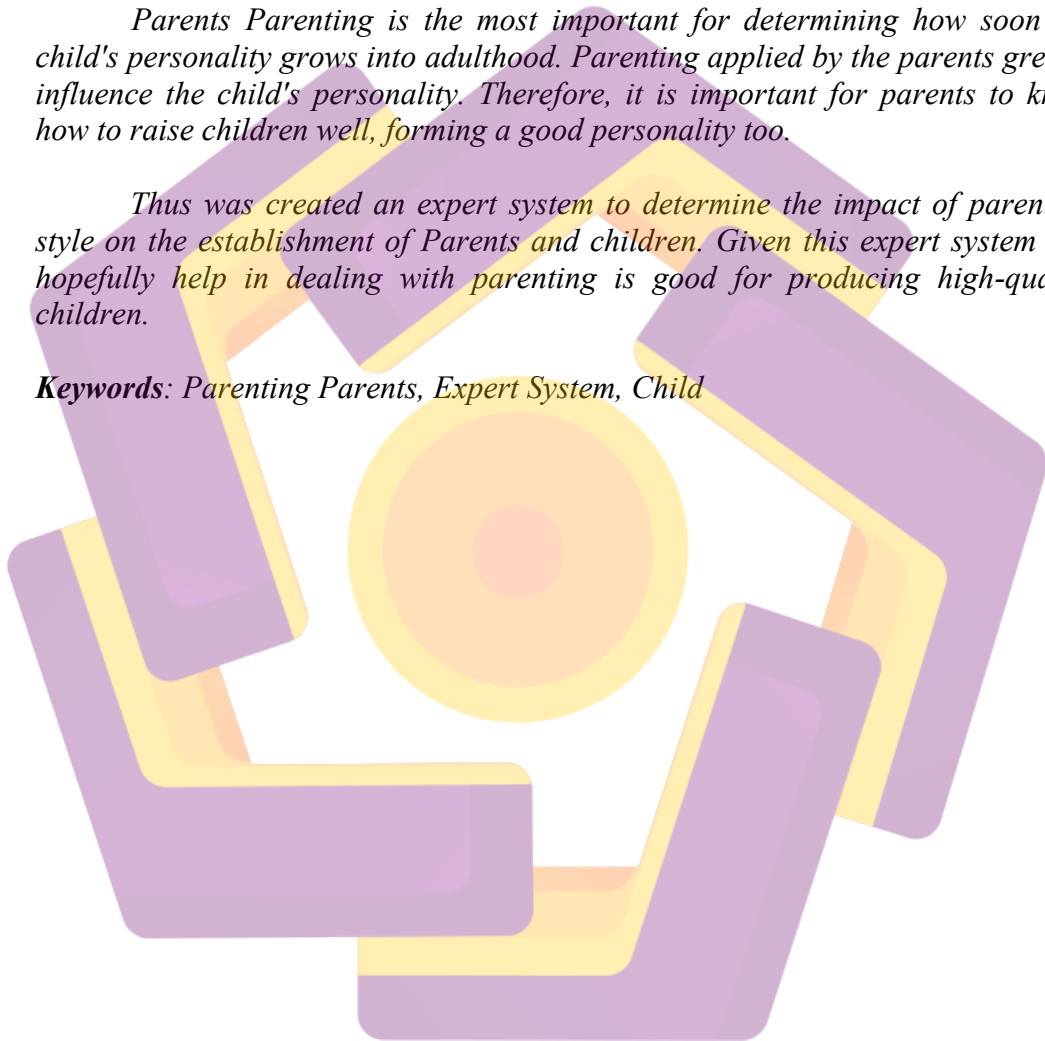 Parents Parenting is the most important for determining how soon
child's personality grows into adulthood. Parenting applied by the parents gre
influence the child's personality. Therefore, it is important for parents to k
how to raise children well, forming a good personality too.
Thus was created an expert system to determine the impact of paren
style on the establishment of Parents and children. Given this expert system
hopefully help in dealing with parenting is good for producing high-qua
children.
Keywords: Parenting Parents, Expert System, Child